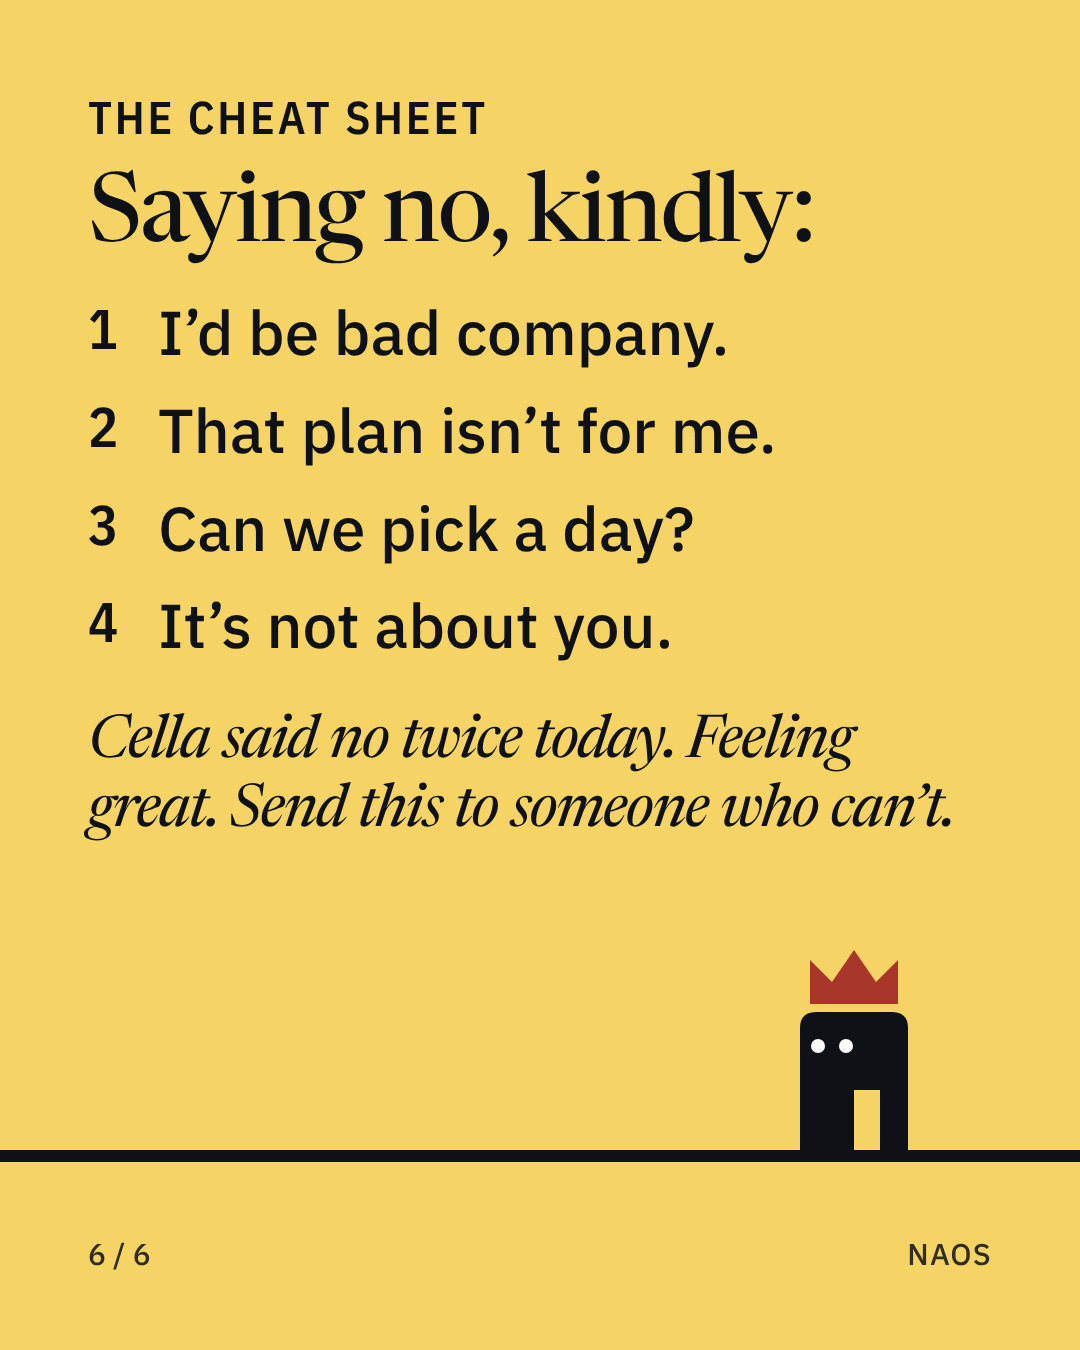 THE CHEAT SHEET
Saying no, kindly:
1 I’d be bad company.
2 That plan isn’t for me.
3 Can we pick a day?
4 It’s not about you.
Cella said no twice today. Feeling
great. Send this to someone who can’t.
6 / 6
NAOS